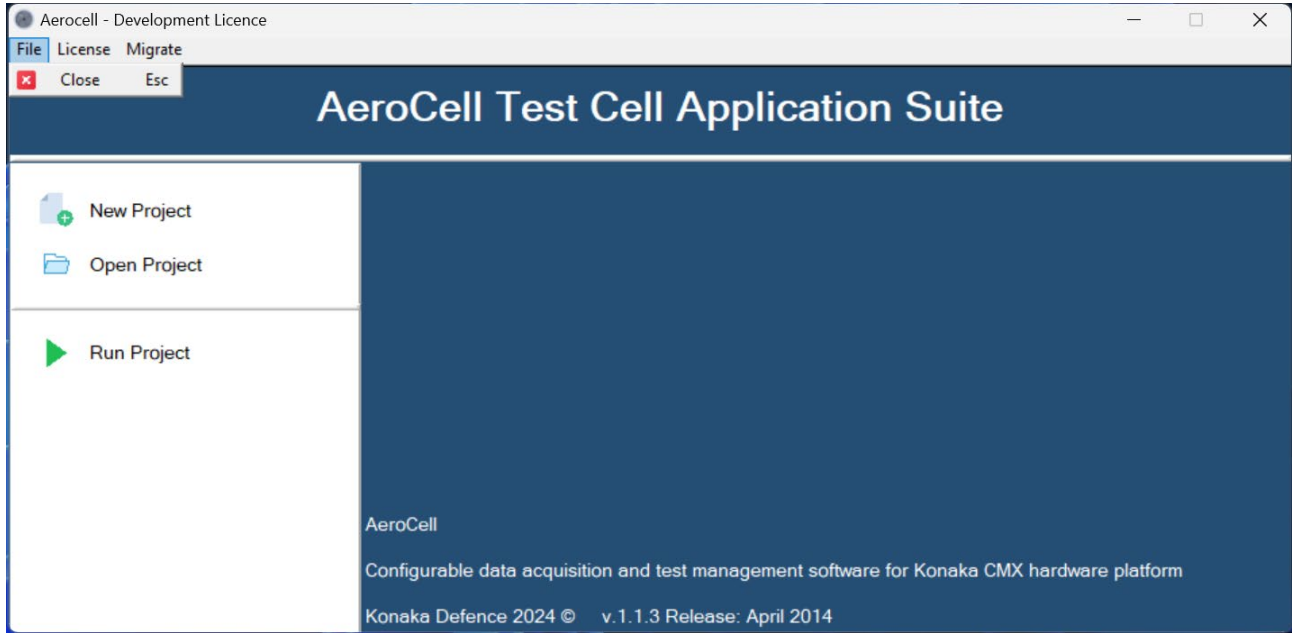 Aerocell - Development Licence
File License Migrate
Close Esc
AeroCell Test Cell Application Suite
New Project
Open Project
Run Project
AeroCell
Configurable data acquisition and test management software for Konaka CMX hardware platform
Konaka Defence 2024 © v.1.1.3 Release: April 2014